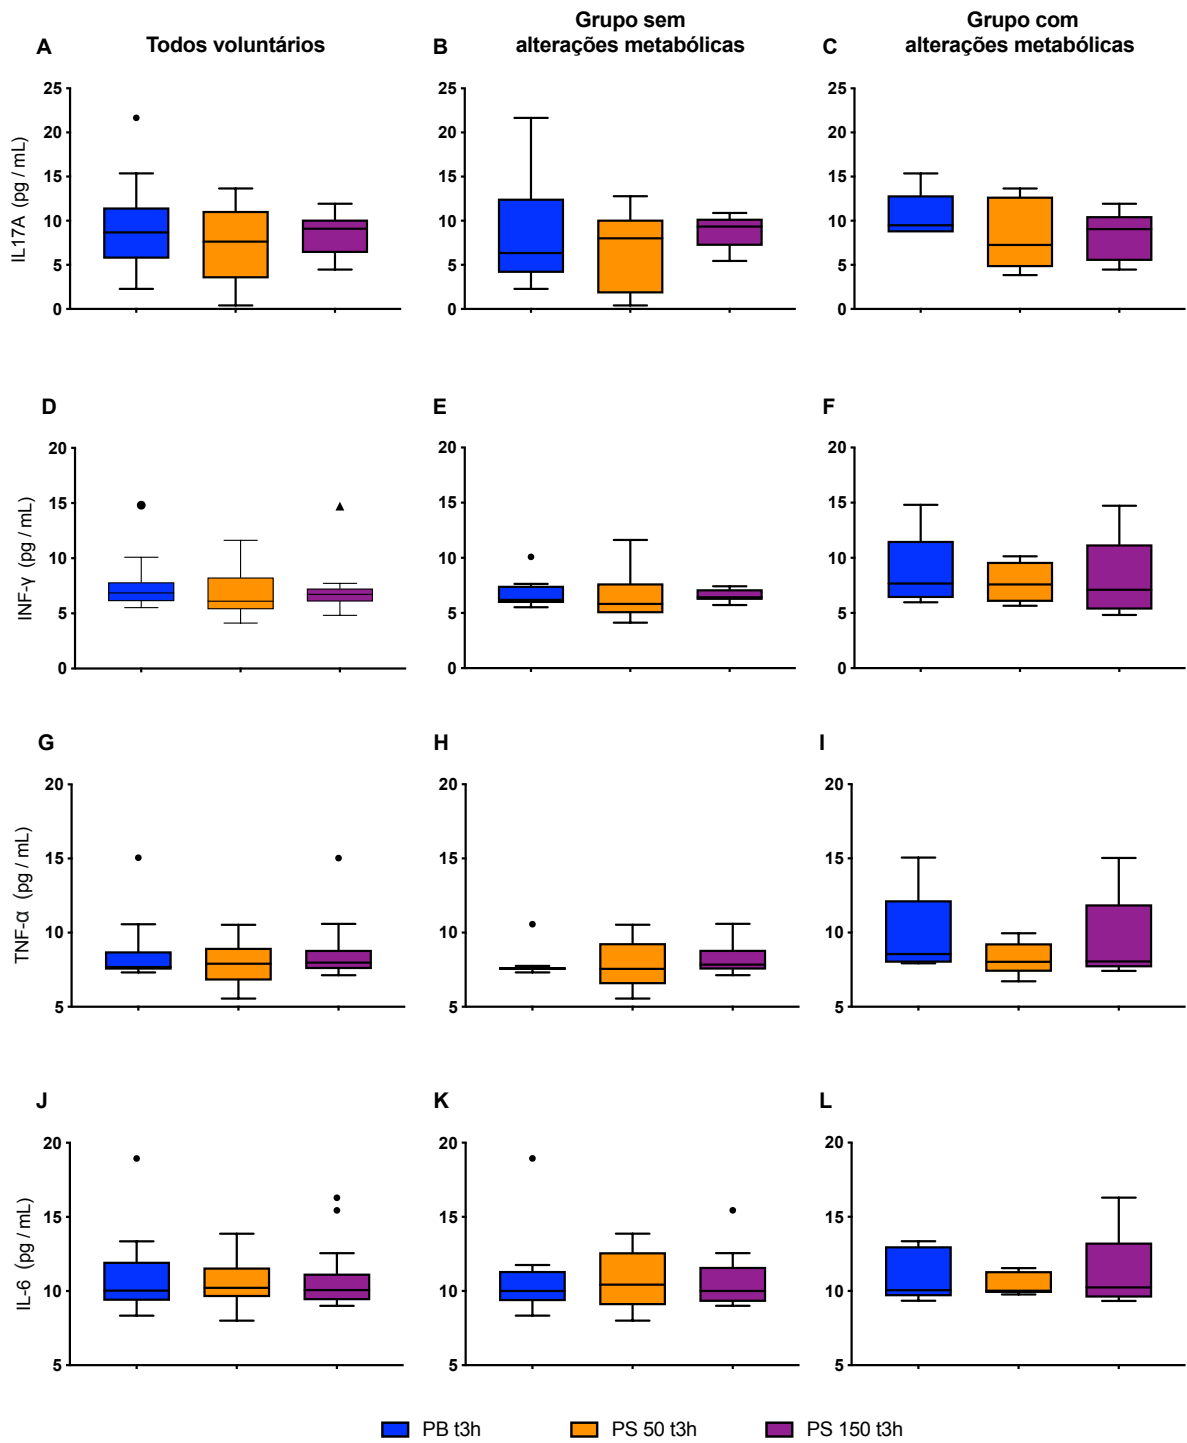 A
Todos voluntários
B
Grupo sem
alterações metabólicas
C
Grupo com
alterações metabólicas
IL17A (pg / mL)
25
20
15
10
5
0
25
20
15
10
5
0
25
20
15
10
5
0
D
E
F
INF-γ (pg / mL)
20
15
10
5
0
20
15
10
5
0
20
15
10
5
0
G
H
I
TNF-α (pg / mL)
20
15
10
5
20
15
10
5
20
15
10
5
J
K
L
IL-6 (pg / mL)
20
15
10
5
20
15
10
5
20
15
10
5
PB t3h
PS 50 t3h
PS 150 t3h